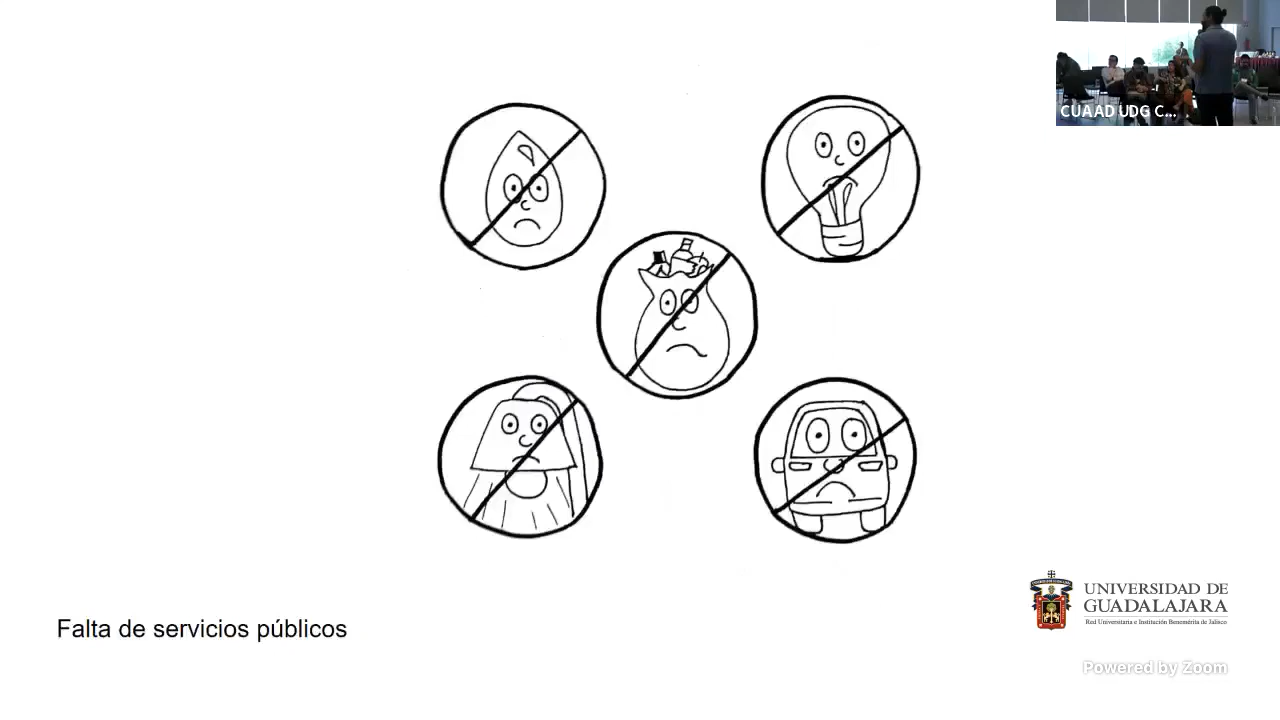 CUAAD UDG C...
Falta de servicios públicos
UNIVERSIDAD DE
GUADALAJARA
Red Universitaria e Institución Benemérita de Jalisco
Powered by Zoom